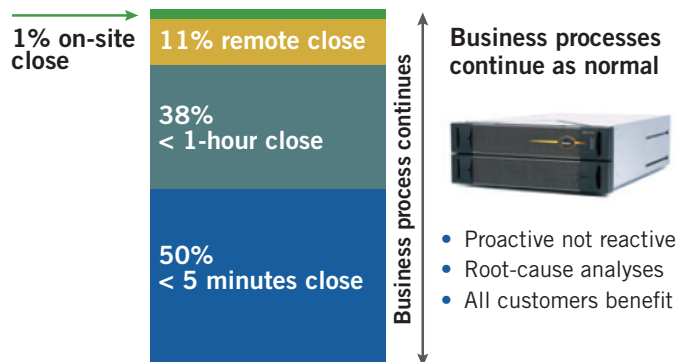 1% on-site
close
11% remote close
38%
< 1-hour close
50%
< 5 minutes close
Business process continues
Business processes
continue as normal
• Proactive not reactive
• Root-cause analyses
• All customers benefit